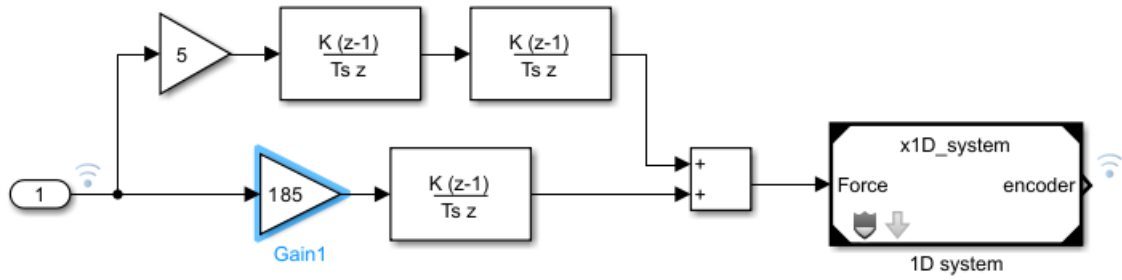 5
K (z-1)
Ts z
K (z-1)
Ts z
1
185
Gain1
K (z-1)
Ts z
+
+
x1D_system
Force
encoder
1D system